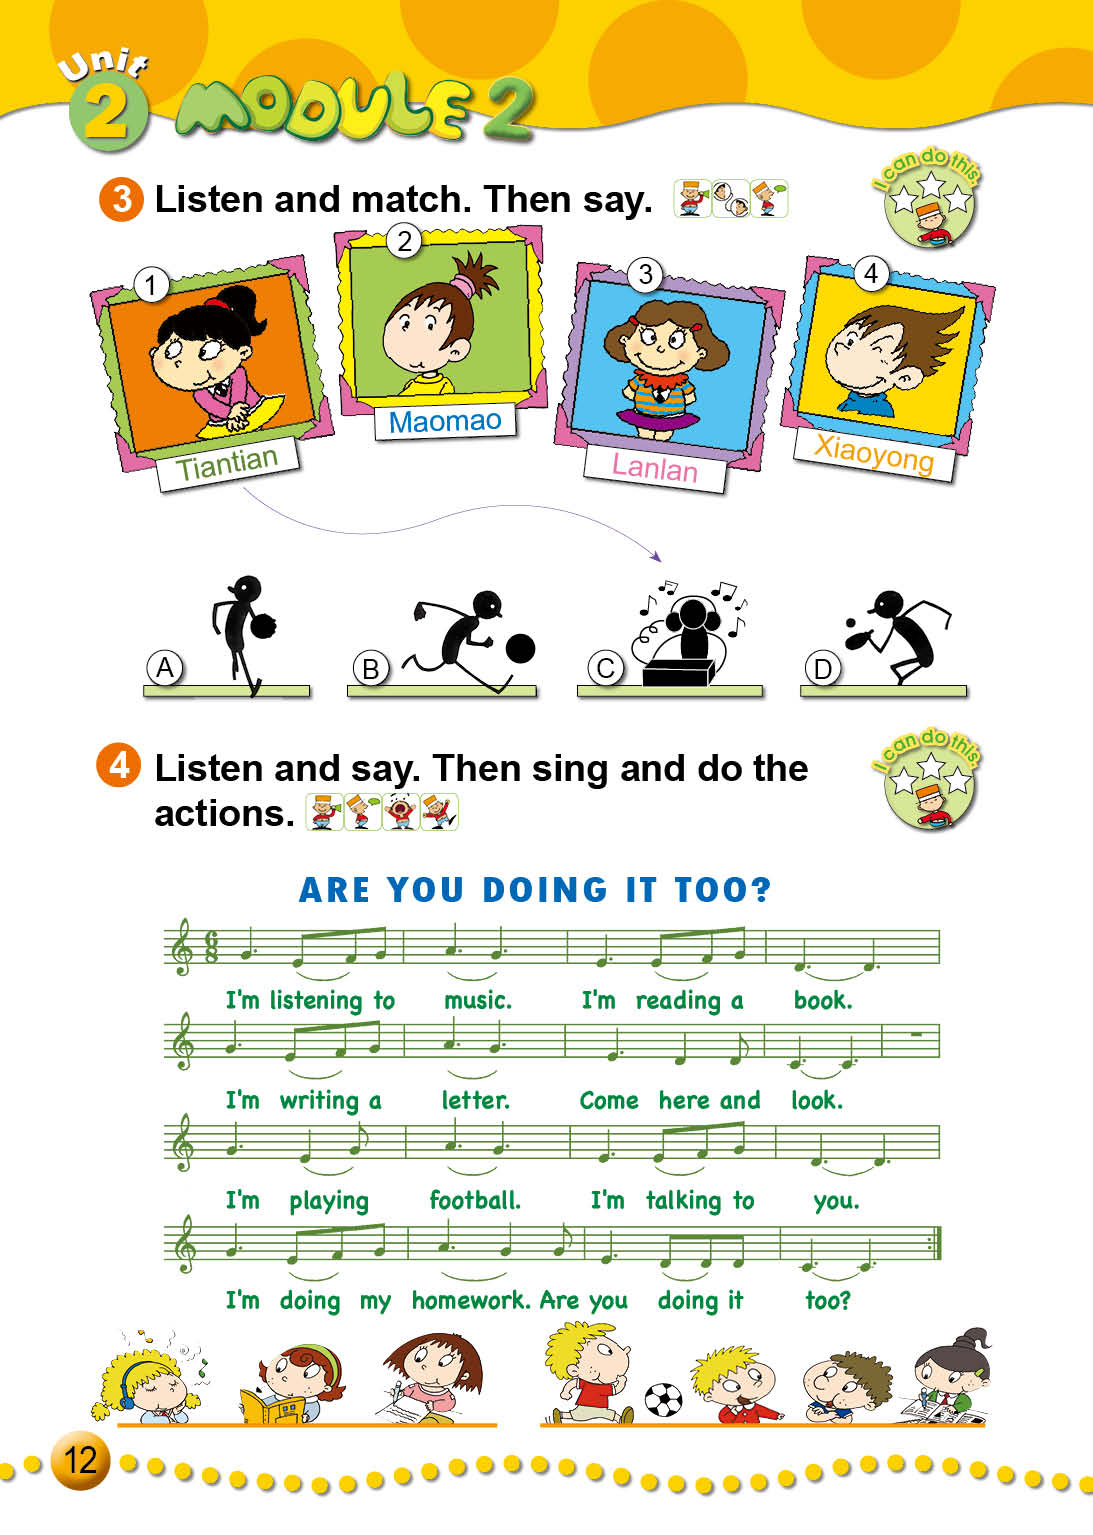 Unit
2 MODULE 2
3 Listen and match. Then say.
I can do this.
1
2
3
4
Tiantian
Maomao
Lanlan
Xiaoyong
A
B
C
D
4 Listen and say. Then sing and do the
actions.
I can do this.
ARE YOU DOING IT TOO?
6
8
I'm listening to music. I'm reading a book.
I'm writing a letter. Come here and look.
I'm playing football. I'm talking to you.
I'm doing my homework. Are you doing it too?
12